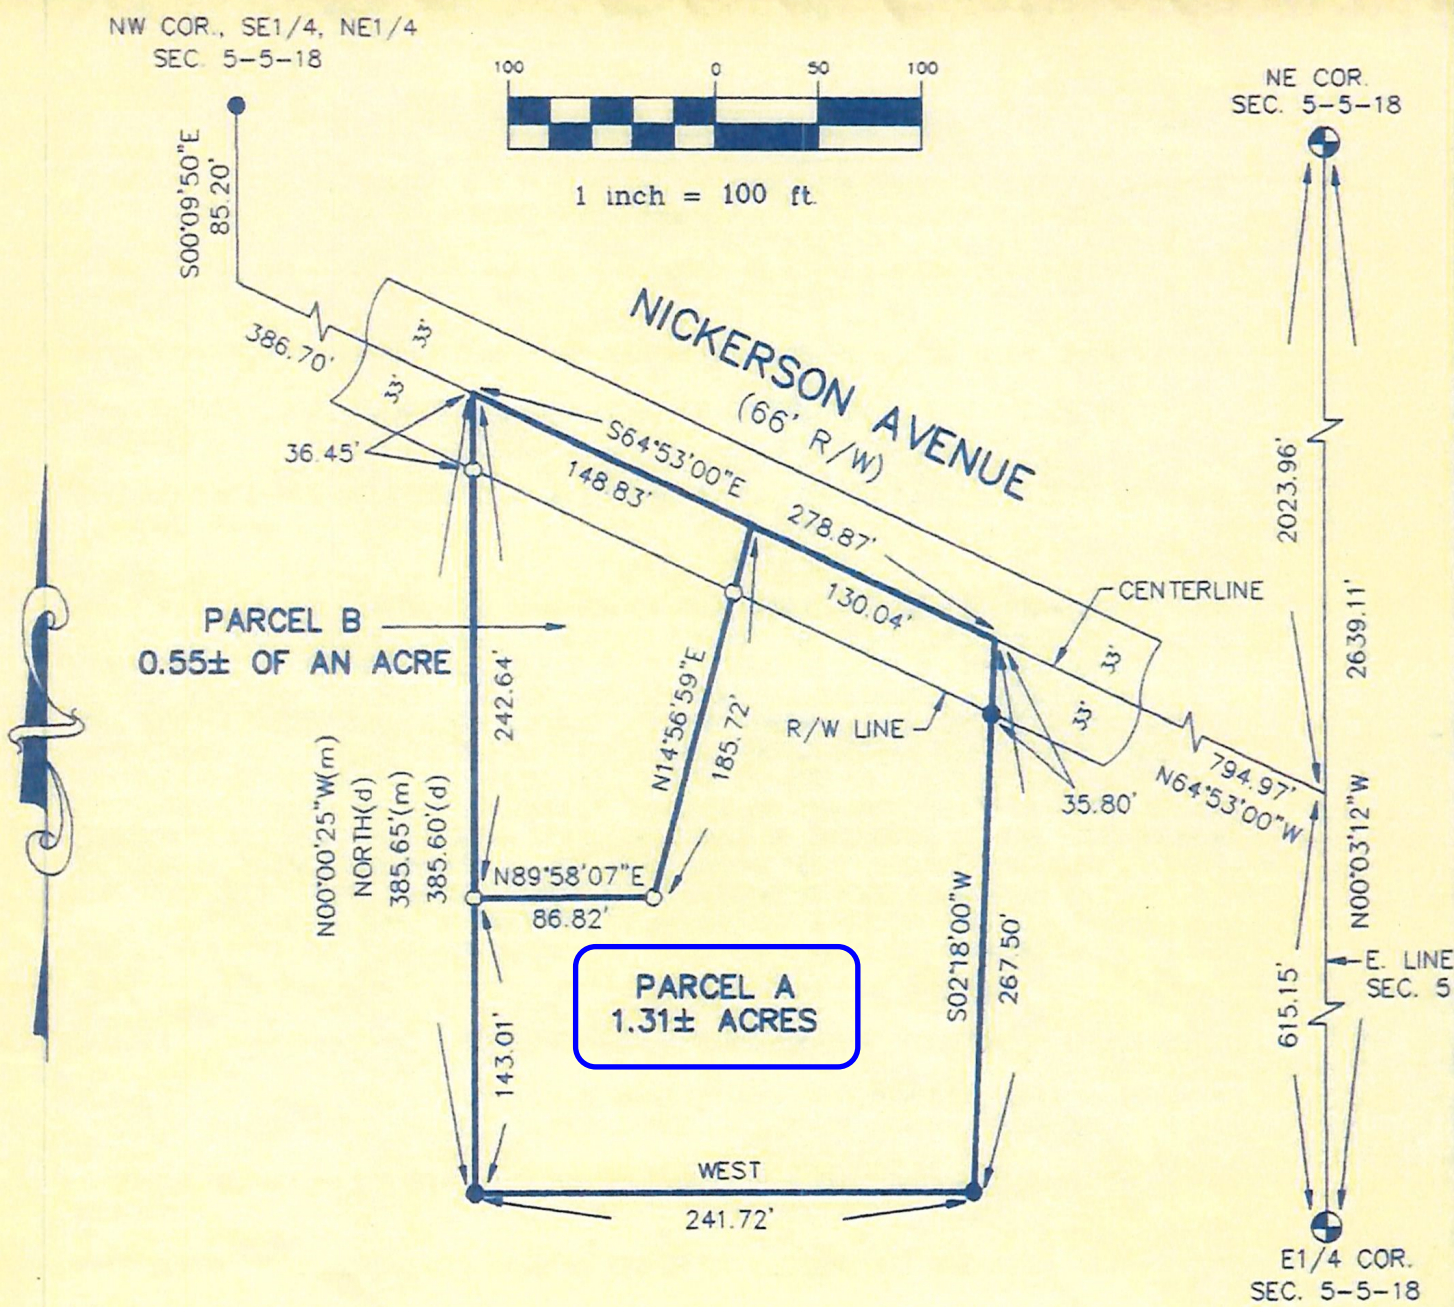 NW COR., SE1/4, NE1/4
SEC. 5-5-18
100 0 50 100
1 inch = 100 ft.
NE COR.
SEC. 5-5-18
S00°09'50"E
85.20'
386.70'
33'
33'
NICKERSON AVENUE
(66' R/W)
36.45'
S64°53'00"E
148.83'
278.87'
130.04'
CENTERLINE
33'
33'
R/W LINE
35.80'
794.97'
N64°53'00"W
2023.96'
2639.11'
N00°03'12"W
615.15'
E. LINE
SEC. 5
PARCEL B
0.55± OF AN ACRE
242.64'
N14°56'59"E
185.72'
N00°00'25"W(m)
NORTH(d)
385.65'(m)
385.60'(d)
N89°58'07"E
86.82'
PARCEL A
1.31± ACRES
S02°18'00"W
267.50'
143.01'
WEST
241.72'
E1/4 COR.
SEC. 5-5-18